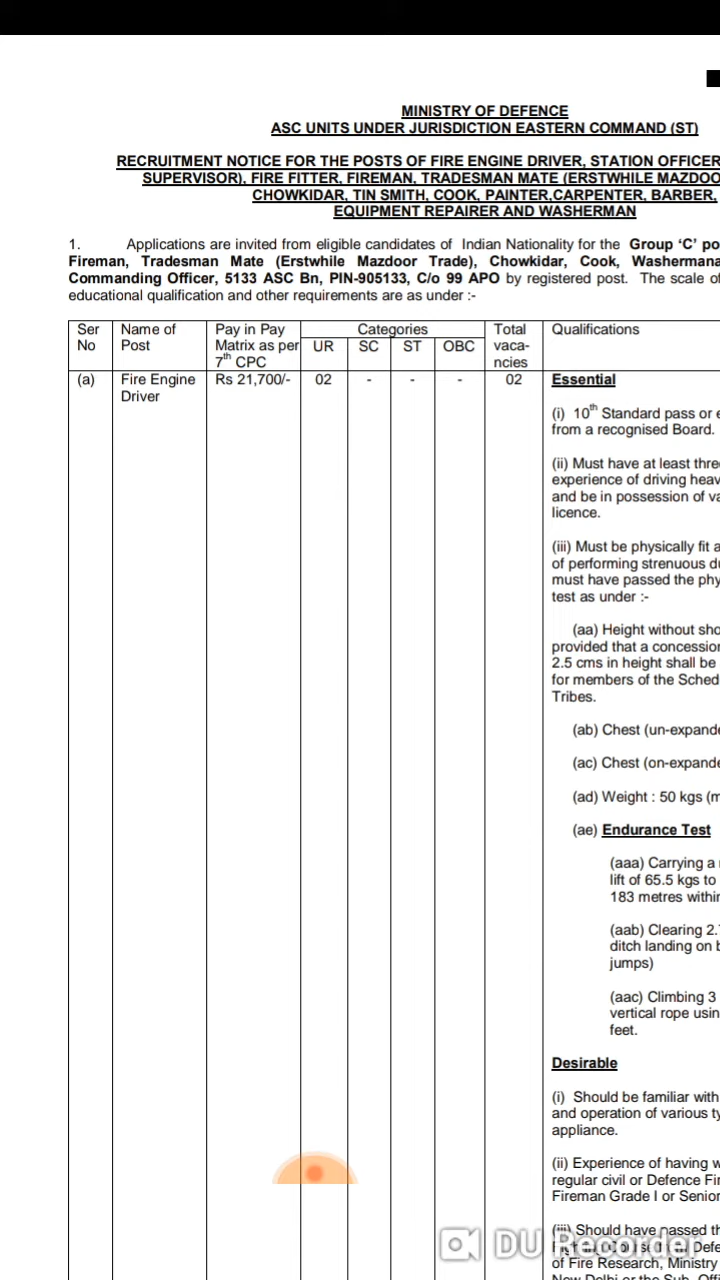 MINISTRY OF DEFENCE
ASC UNITS UNDER JURISDICTION EASTERN COMMAND (ST)
RECRUITMENT NOTICE FOR THE POSTS OF FIRE ENGINE DRIVER, STATION OFFICER
SUPERVISOR), FIRE FITTER, FIREMAN, TRADESMAN MATE (ERSTWHILE MAZDOO
CHOWKIDAR, TIN SMITH, COOK, PAINTER,CARPENTER, BARBER,
EQUIPMENT REPAIRER AND WASHERMAN
1. Applications are invited from eligible candidates of Indian Nationality for the Group ‘C’ po
Fireman, Tradesman Mate (Erstwhile Mazdoor Trade), Chowkidar, Cook, Washerman
Commanding Officer, 5133 ASC Bn, PIN-905133, C/o 99 APO by registered post. The scale of
educational qualification and other requirements are as under :-
Ser No
Name of Post
Pay in Pay Matrix as per 7th CPC
Categories
UR SC ST OBC
Total vaca- ncies
Qualifications
(a) Fire Engine Driver Rs 21,700/- 02 - - - 02
Essential
(i) 10th Standard pass or e
from a recognised Board.
(ii) Must have at least three
experience of driving heav
and be in possession of va
licence.
(iii) Must be physically fit a
of performing strenuous du
must have passed the phy
test as under :-
(aa) Height without sho
provided that a concession
2.5 cms in height shall be
for members of the Sched
Tribes.
(ab) Chest (un-expande
(ac) Chest (on-expande
(ad) Weight : 50 kgs (m
(ae) Endurance Test
(aaa) Carrying a
lift of 65.5 kgs to
183 metres within
(aab) Clearing 2.
ditch landing on b
jumps)
(aac) Climbing 3
vertical rope usin
feet.
Desirable
(i) Should be familiar with
and operation of various ty
appliance.
(ii) Experience of having w
regular civil or Defence Fir
Fireman Grade I or Senior
(iii) Should have passed th
Fighting Course from Defe
of Fire Research, Ministry
New Delhi or the Sub
DU Recorder